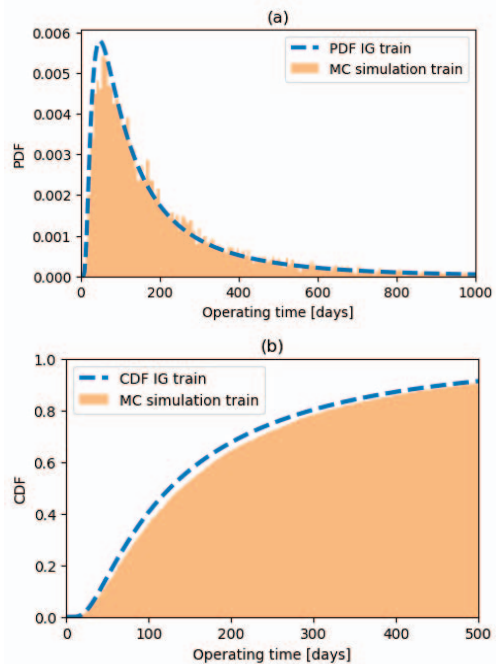 (a)
0.006
0.005
0.004
0.003
0.002
0.001
0.000
PDF
PDF IG train
MC simulation train
0 200 400 600 800 1000
Operating time [days]
(b)
1.0
0.8
0.6
0.4
0.2
0.0
CDF
CDF IG train
MC simulation train
0 100 200 300 400 500
Operating time [days]